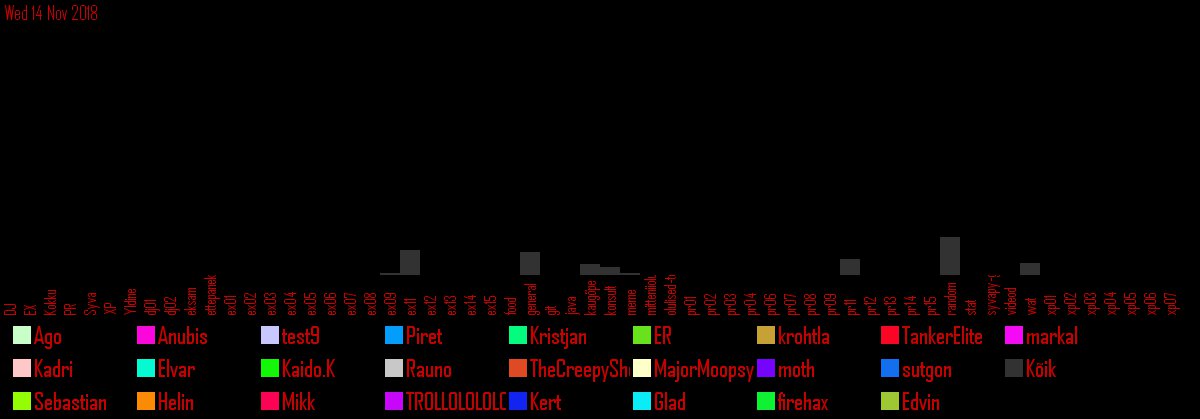 Wed 14 Nov 2018
DJ EX Kokku PR Syva XP Yldine dj01 dj02 eksam ettepanek ex01 ex02 ex03 ex04 ex05 ex06 ex07 ex08 ex09 ex11 ex12 ex13 ex14 ex15 food general git java kaugõpe konsult meme mitteriioli. olulised-h pr01 pr02 pr03 pr04 pr06 pr07 pr08 pr09 pr11 pr12 pr13 pr14 pr15 random stat videod wat xp01 xp02 xp03 xp04 xp05 xp06 xp07
Ago Anubis test9 Piret Kristjan ER krohtla TankerElite markal
Kadri Elvar Kaido.K Rauno TheCreepySh MajorMoopsy moth sutgon Kõik
Sebastian Helin Mikk TROLLOLOLOLO Kert Glad firehax Edvin